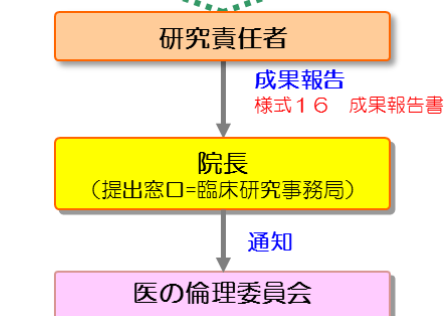 研究責任者
成果報告
様式１６　成果報告書
院長
（提出窓口=臨床研究事務局）
通知
医の倫理委員会